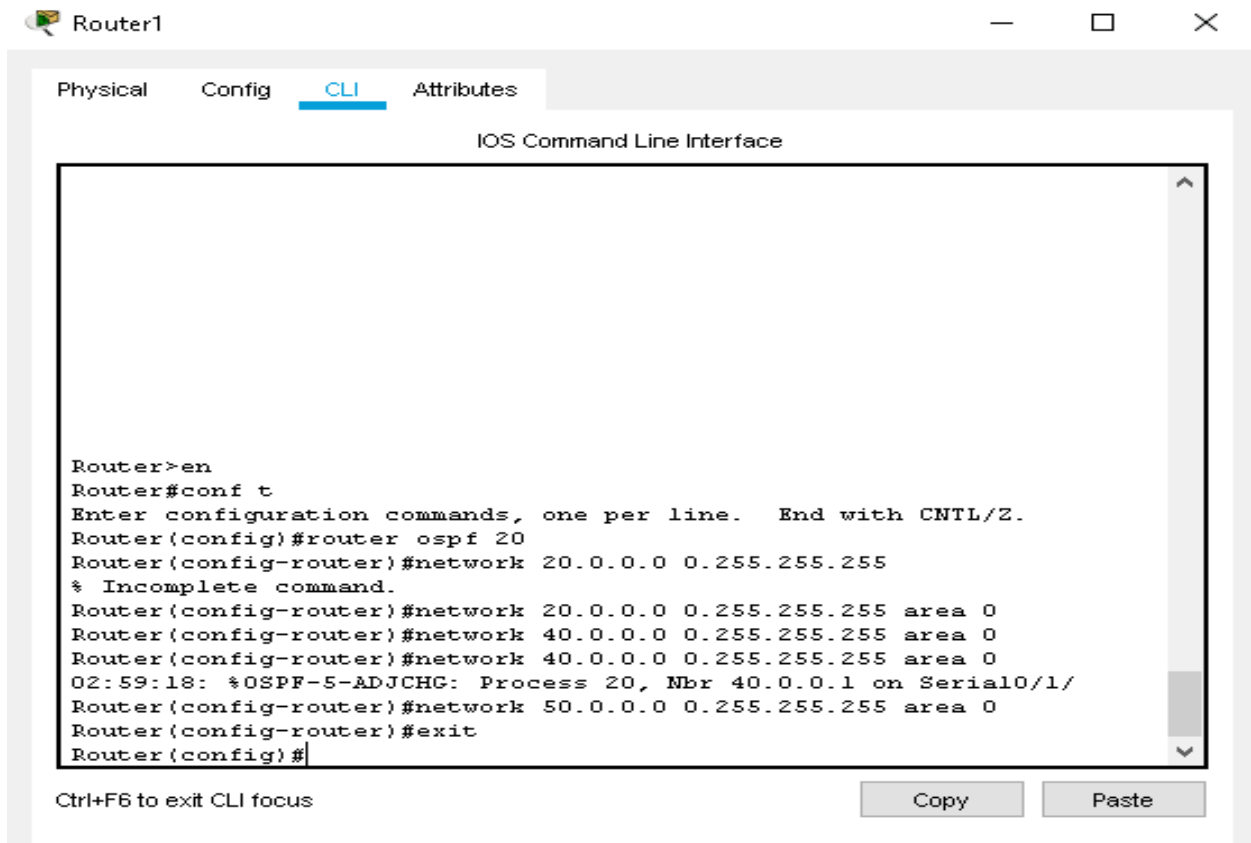 Router1
Physical Config CLI Attributes
IOS Command Line Interface
Router>en
Router#conf t
Enter configuration commands, one per line.  End with CNTL/Z.
Router(config)#router ospf 20
Router(config-router)#network 20.0.0.0 0.255.255.255
% Incomplete command.
Router(config-router)#network 20.0.0.0 0.255.255.255 area 0
Router(config-router)#network 40.0.0.0 0.255.255.255 area 0
Router(config-router)#network 40.0.0.0 0.255.255.255 area 0
02:59:18: %OSPF-5-ADJCHG: Process 20, Nbr 40.0.0.1 on Serial0/1/
Router(config-router)#network 50.0.0.0 0.255.255.255 area 0
Router(config-router)#exit
Router(config)#
Ctrl+F6 to exit CLI focus
Copy Paste